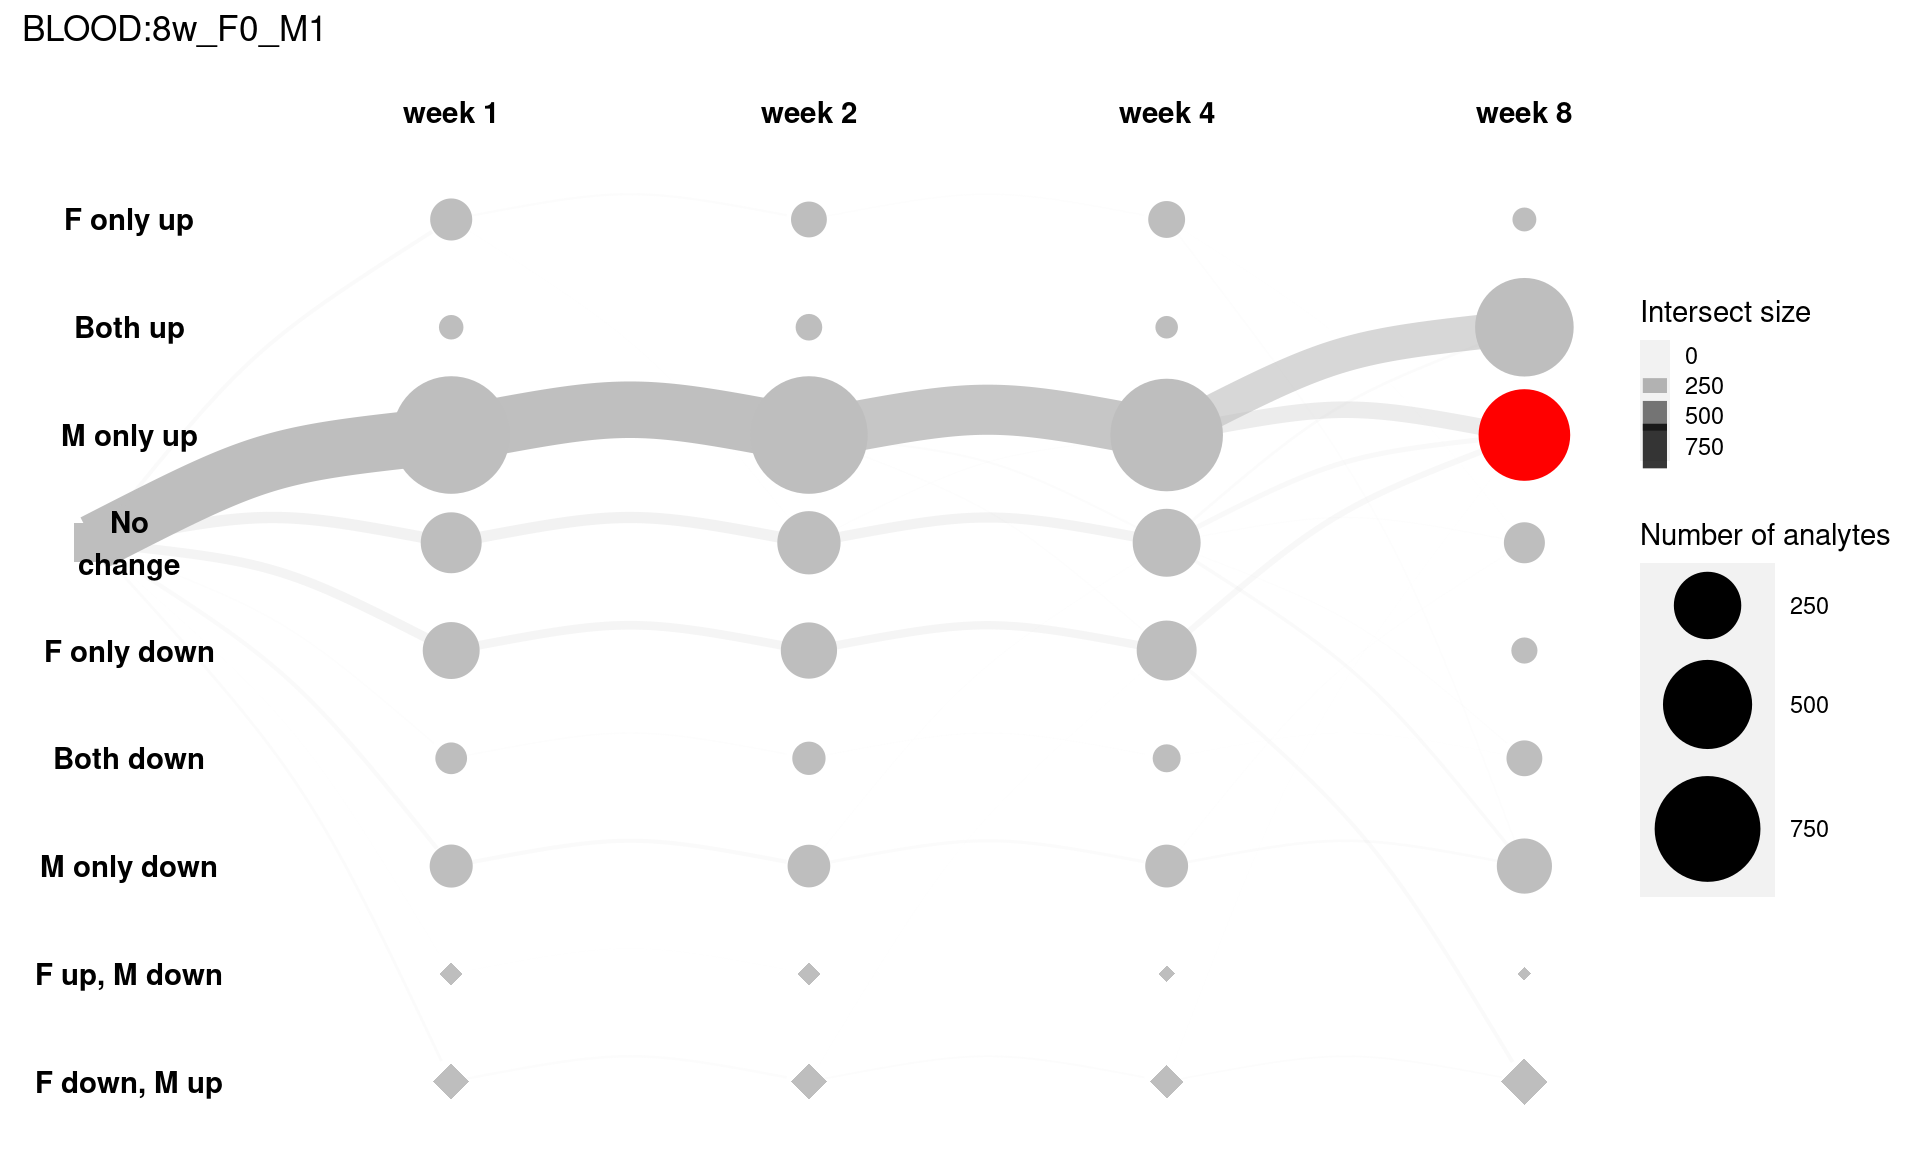 BLOOD:8w_F0_M1
week 1
week 2
week 4
week 8
F only up
Both up
M only up
No
change
F only down
Both down
M only down
F up, M down
F down, M up
Intersect size
0
250
500
750
Number of analytes
250
500
750